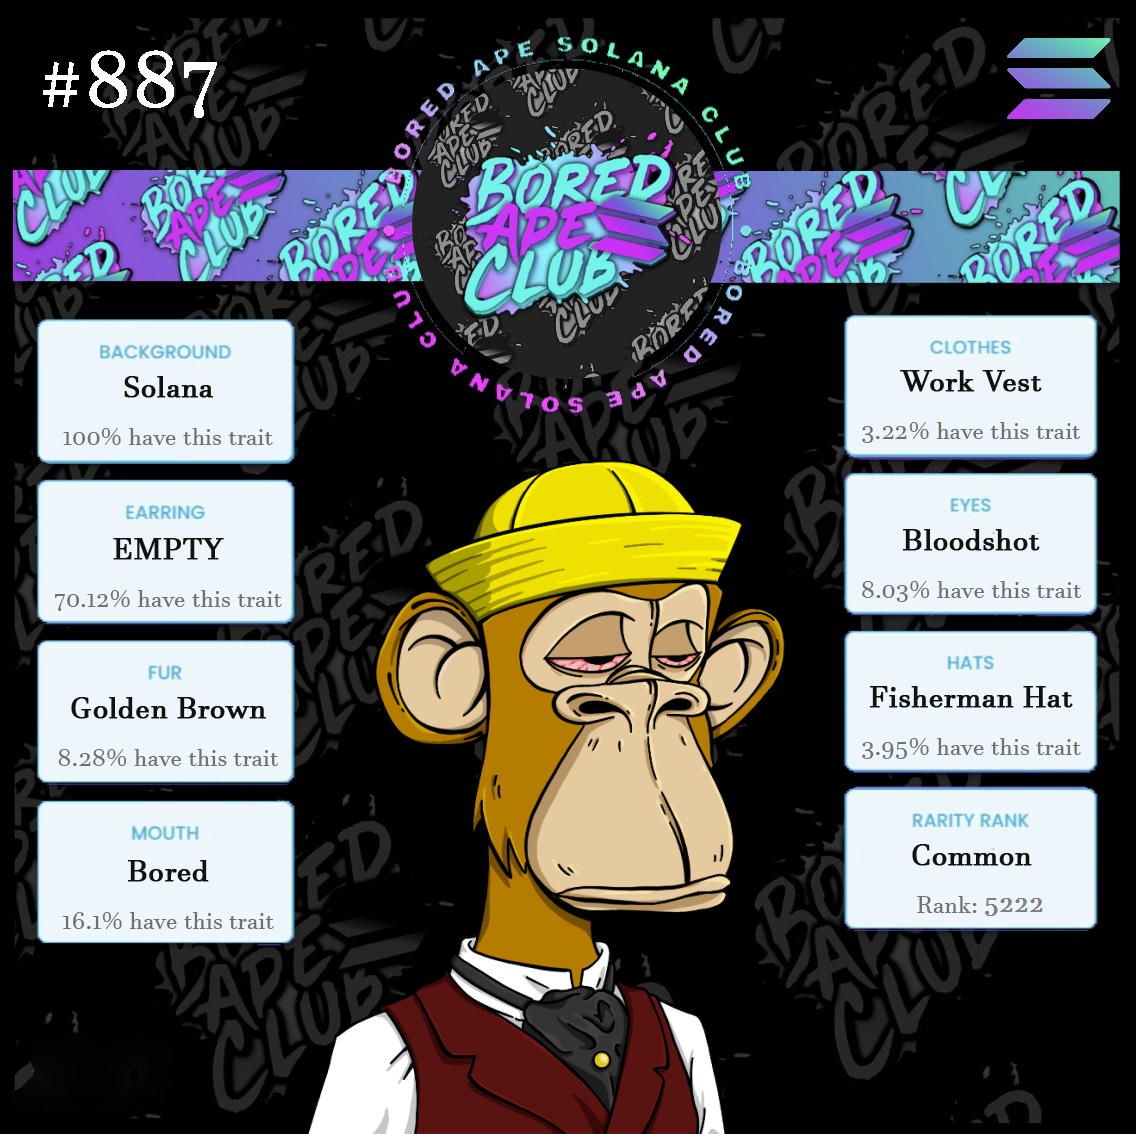 #887
BORED APE SOLANA CLUB
BORED APE SOLANA CLUB
BORED
APE
CLUB
BACKGROUND
Solana
100% have this trait
EARRING
EMPTY
70.12% have this trait
FUR
Golden Brown
8.28% have this trait
MOUTH
Bored
16.1% have this trait
CLOTHES
Work Vest
3.22% have this trait
EYES
Bloodshot
8.03% have this trait
HATS
Fisherman Hat
3.95% have this trait
RARITY RANK
Common
Rank: 5222